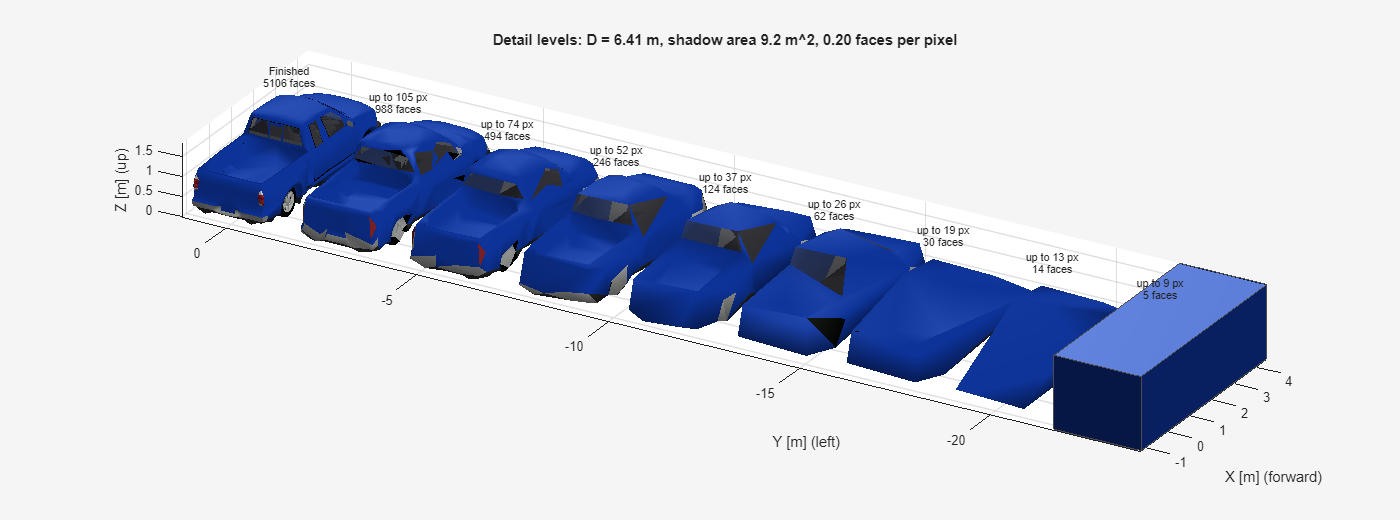 Detail levels: D = 6.41 m, shadow area 9.2 m^2, 0.20 faces per pixel
Finished
5106 faces
up to 105 px
988 faces
up to 74 px
494 faces
up to 52 px
246 faces
up to 37 px
124 faces
up to 26 px
62 faces
up to 19 px
30 faces
up to 13 px
14 faces
up to 9 px
5 faces
Z [m] (up)
1.5
1
0.5
0
0
-5
-10
-15
-20
Y [m] (left)
4
3
2
1
0
-1
X [m] (forward)